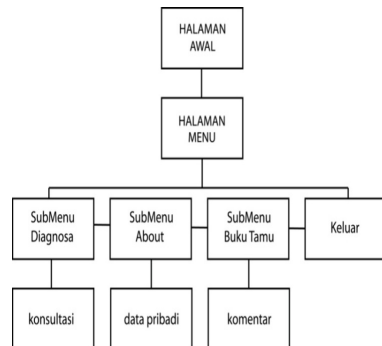 HALAMAN
AWAL
HALAMAN
MENU
SubMenu
Diagnosa
SubMenu
About
SubMenu
Buku Tamu
Keluar
konsultasi
data pribadi
komentar